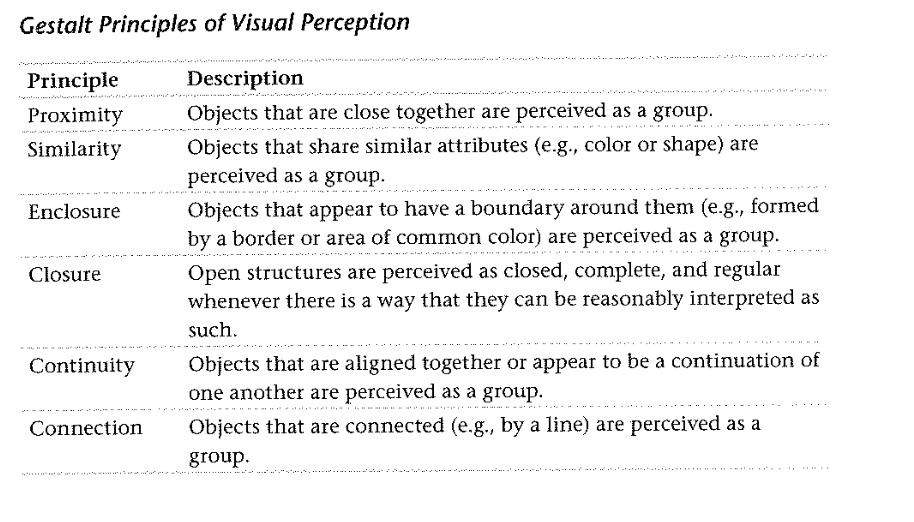 Gestalt Principles of Visual Perception
Principle Description
Proximity Objects that are close together are perceived as a group.
Similarity Objects that share similar attributes (e.g., color or shape) are
perceived as a group.
Enclosure Objects that appear to have a boundary around them (e.g., formed
by a border or area of common color) are perceived as a group.
Closure Open structures are perceived as closed, complete, and regular
whenever there is a way that they can be reasonably interpreted as
such.
Continuity Objects that are aligned together or appear to be a continuation of
one another are perceived as a group.
Connection Objects that are connected (e.g., by a line) are perceived as a
group.